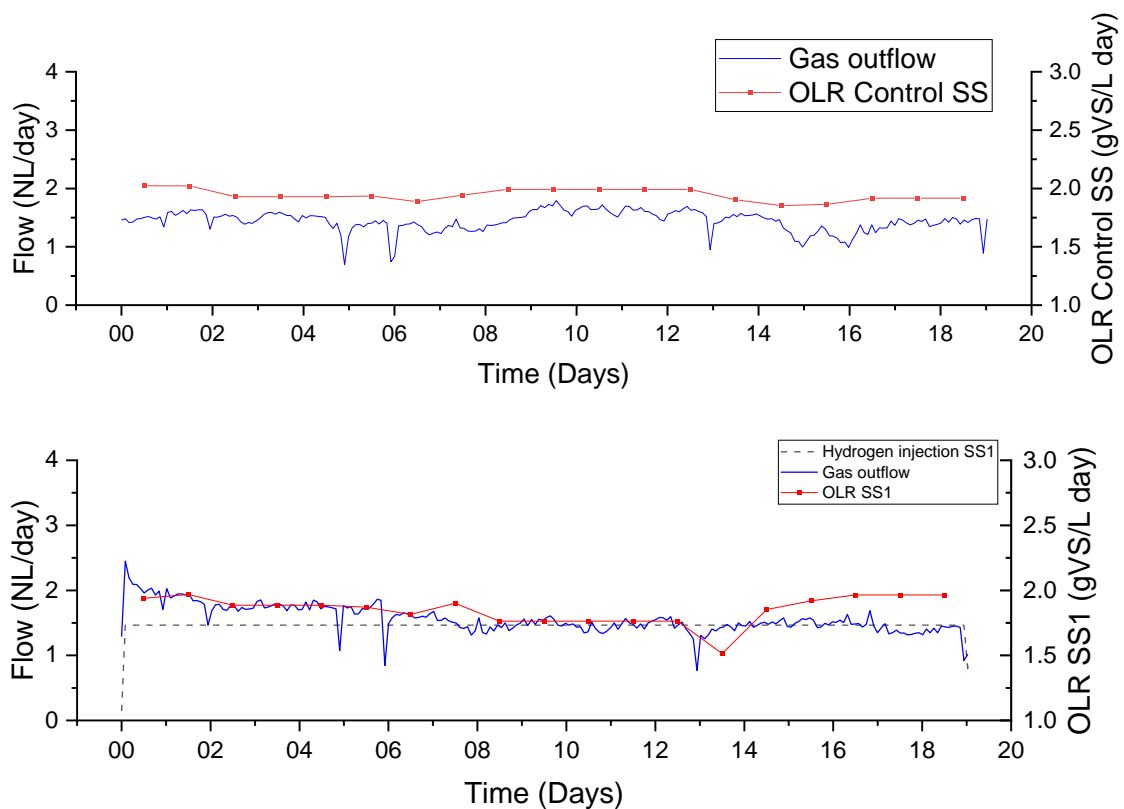 Gas outflow
OLR Control SS
4
3
2
1
0
Flow (NL/day)
3.0
2.5
2.0
1.5
1.0
OLR Control SS (gVS/L day)
00 02 04 06 08 10 12 14 16 18 20
Time (Days)
Hydrogen injection SS1
Gas outflow
OLR SS1
4
3
2
1
0
Flow (NL/day)
3.0
2.5
2.0
1.5
1.0
OLR SS1 (gVS/L day)
00 02 04 06 08 10 12 14 16 18 20
Time (Days)